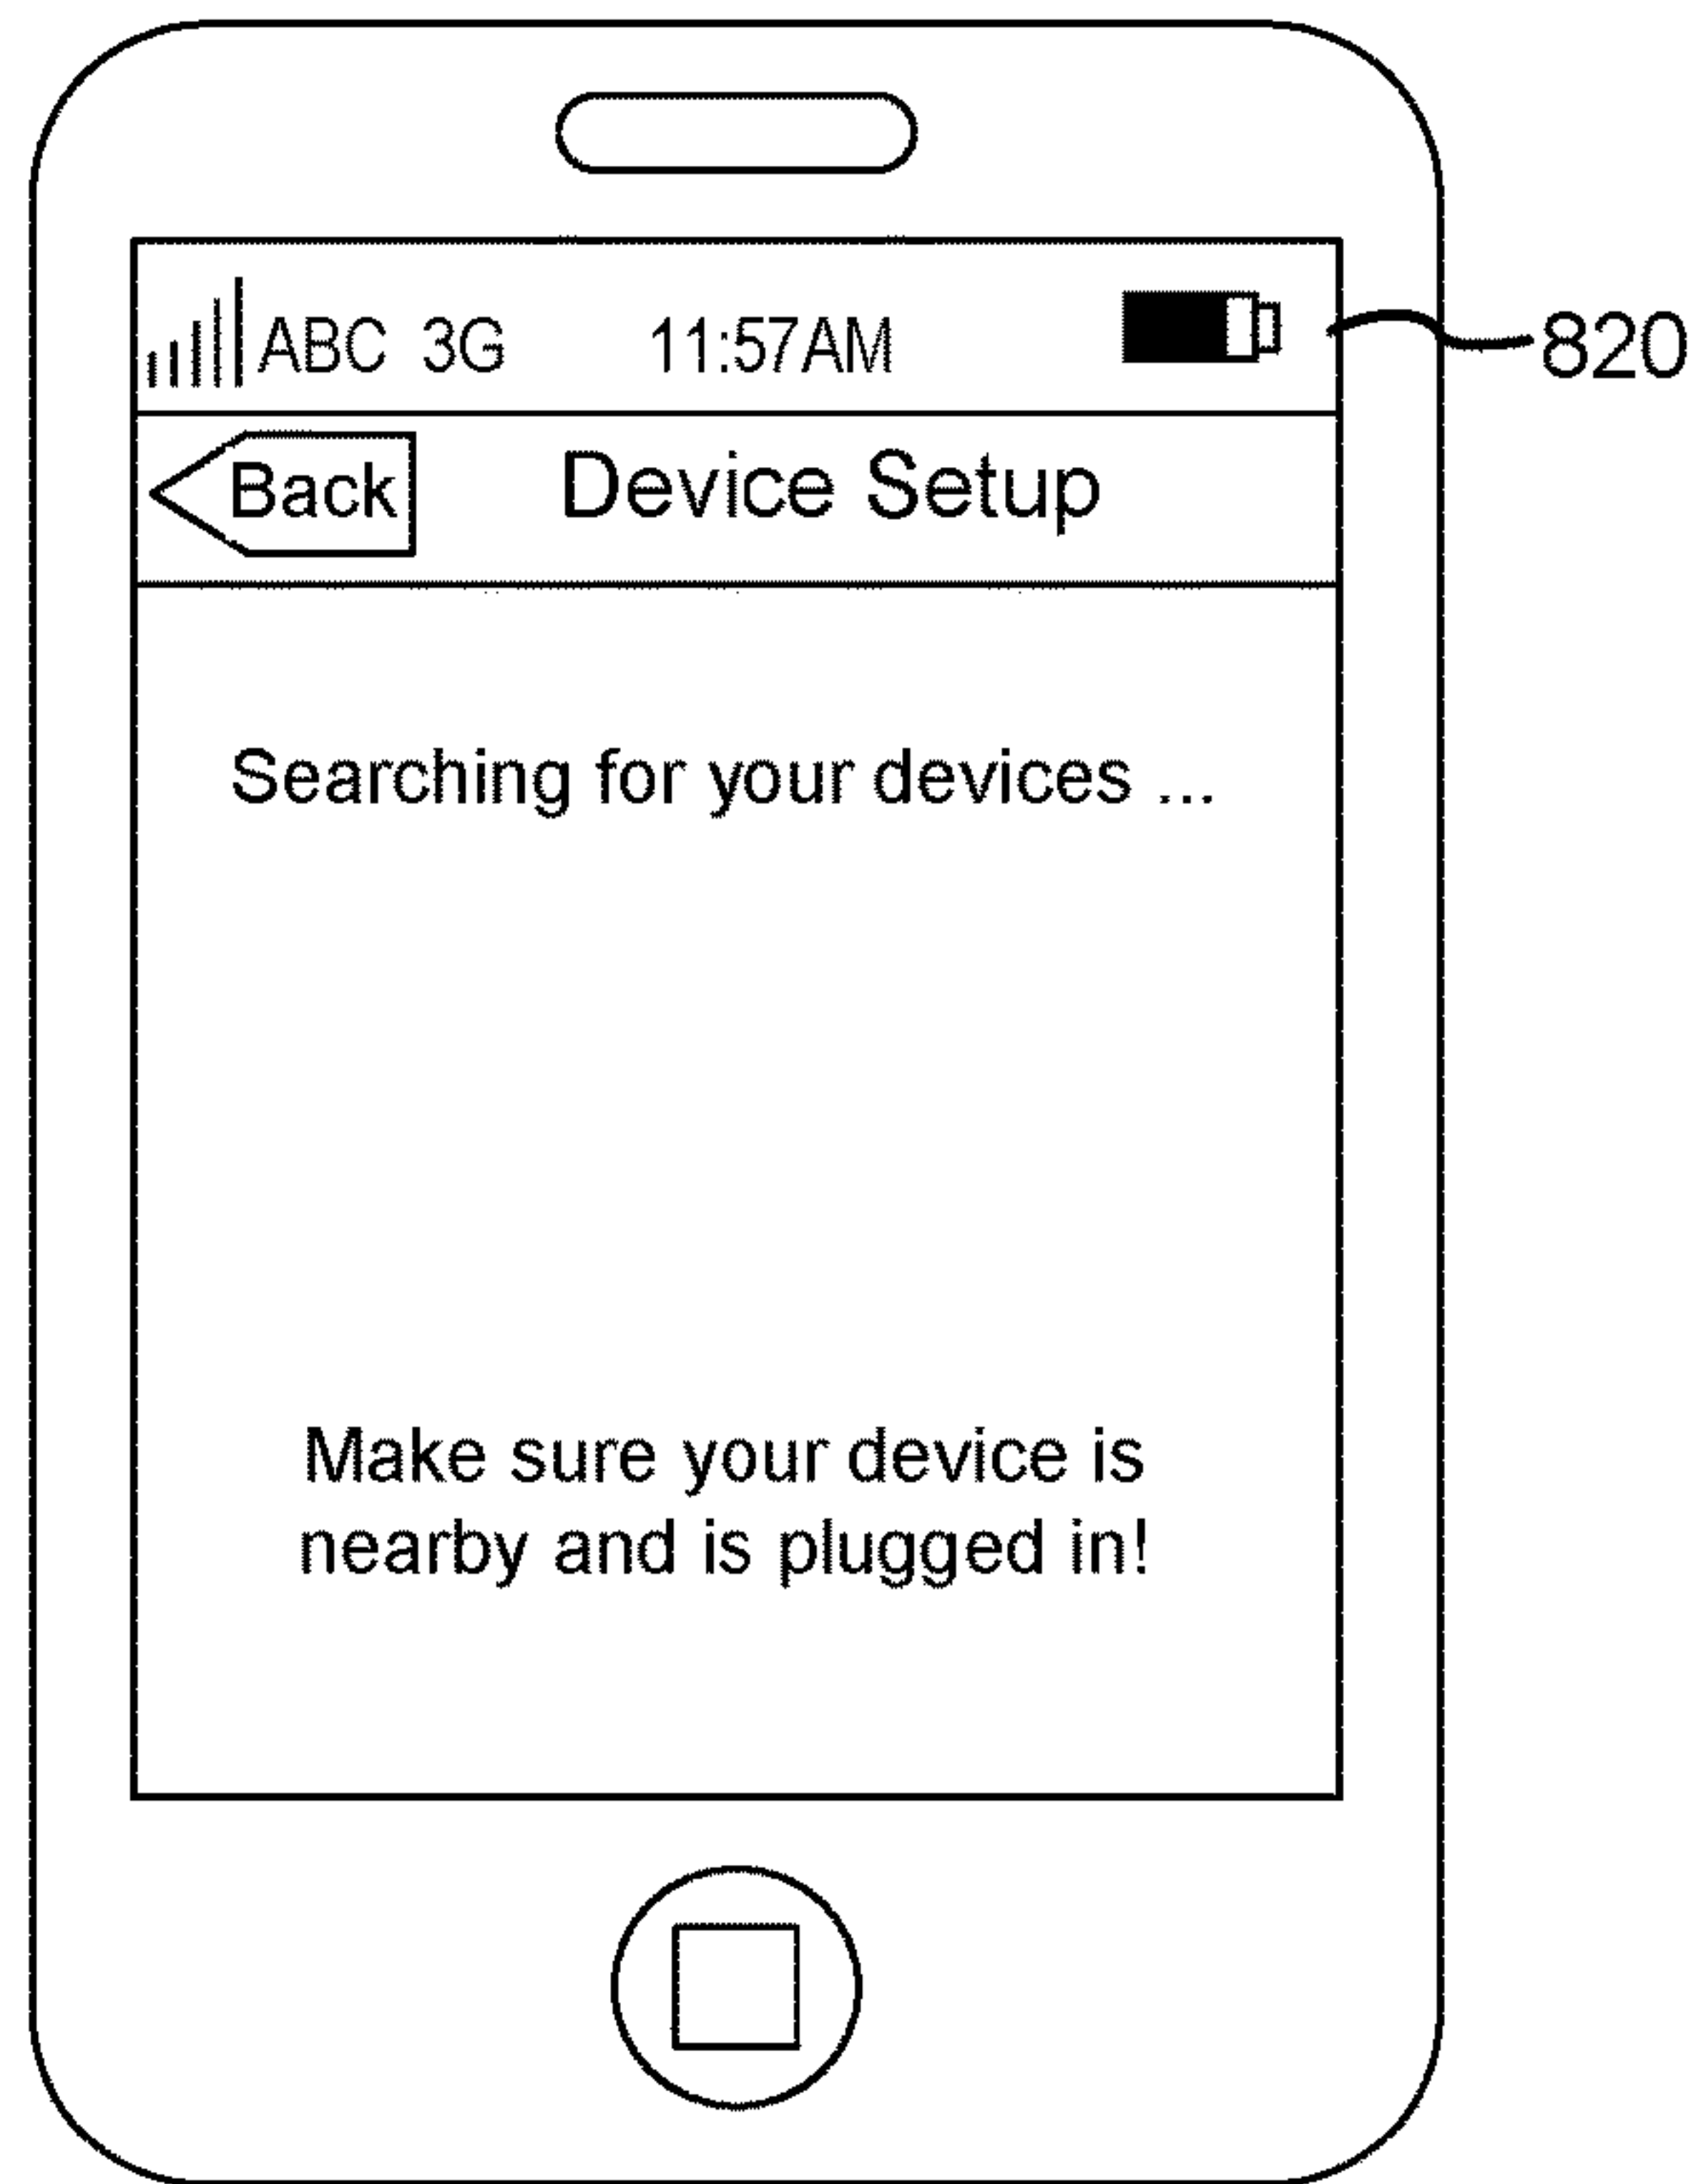 ABC 3G 11:57AM
820
Back Device Setup
Searching for your devices ...
Make sure your device is
nearby and is plugged in!